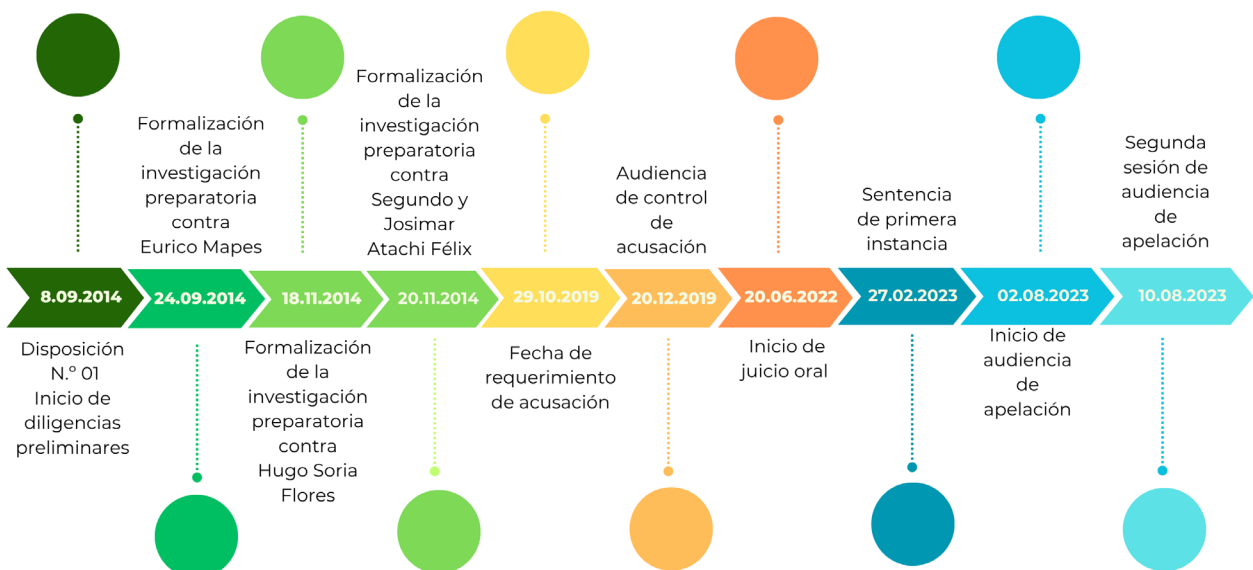 8.09.2014
Disposición
N.º 01
Inicio de
diligencias
preliminares
Formalización
de la
investigación
preparatoria
contra
Eurico Mapes
24.09.2014
18.11.2014
Formalización
de la
investigación
preparatoria
contra
Hugo Soria
Flores
Formalización
de la
investigación
preparatoria
contra
Segundo y
Josimar
Atachi Félix
20.11.2014
29.10.2019
Fecha de
requerimiento
de acusación
Audiencia
de control
de
acusación
20.12.2019
20.06.2022
Inicio de
juicio oral
Sentencia
de primera
instancia
27.02.2023
02.08.2023
Inicio de
audiencia
de
apelación
Segunda
sesión de
audiencia
de
apelación
10.08.2023